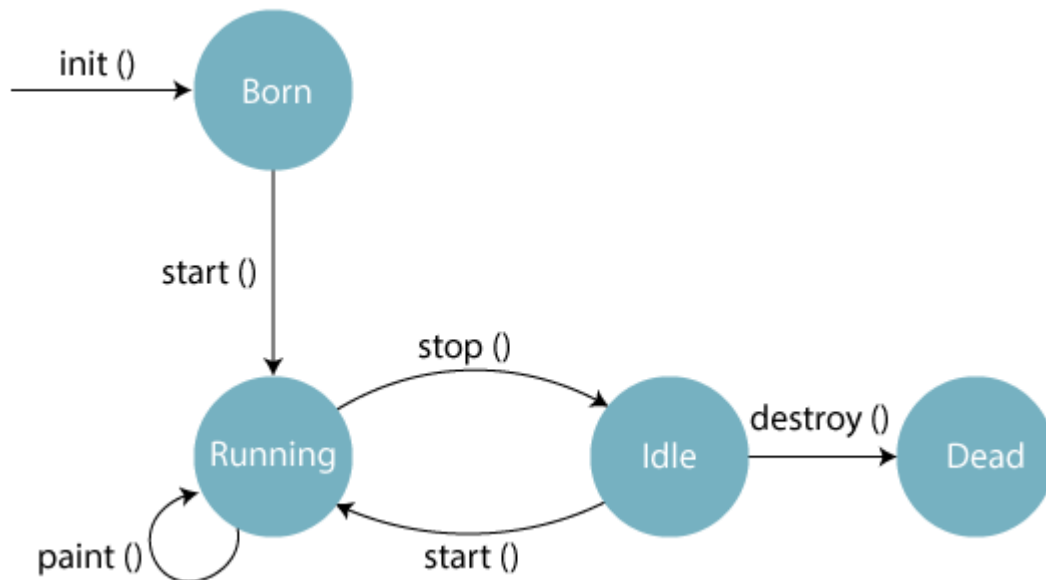 init ()
Born
start ()
stop ()
Running
Idle
destroy ()
Dead
paint ()
start ()